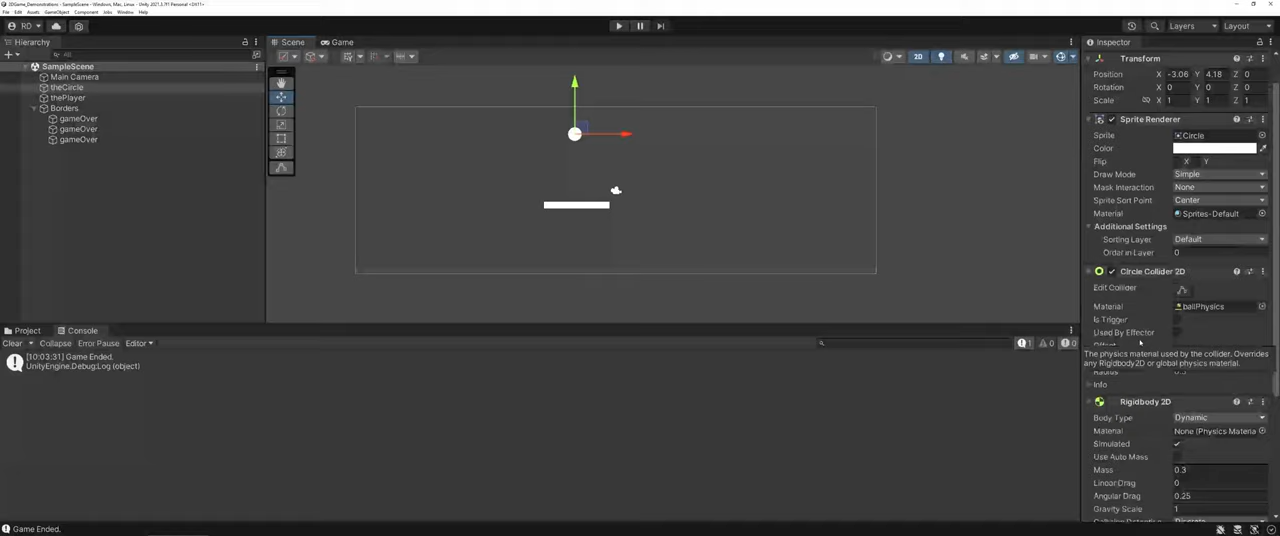 2DGame_Demonstrations - SampleScene - Windows, Mac, Linux - Unity 2021.3.7f1 Personal <DX11>
File Edit Assets GameObject Component Jobs Window Help
RD
Layers Layout
Hierarchy
Scene Game
Inspector
All
2D
SampleScene
Main Camera
theCircle
thePlayer
Borders
gameOver
gameOver
gameOver
Transform
Position X -3.06 Y 4.18 Z 0
Rotation X 0 Y 0 Z 0
Scale X 1 Y 1 Z 1
Sprite Renderer
Sprite Circle
Color
Flip X Y
Draw Mode Simple
Mask Interaction None
Sprite Sort Point Center
Material Sprites-Default
Additional Settings
Sorting Layer Default
Order in Layer 0
Circle Collider 2D
Edit Collider
Material ballPhysics
Is Trigger
Used By Effector
The physics material used by the collider. Overrides
any Rigidbody2D or global physics material.
Info
Rigidbody 2D
Body Type Dynamic
Material None (Physics Materia
Simulated
Use Auto Mass
Mass 0.3
Linear Drag 0
Angular Drag 0.25
Gravity Scale 1
Project Console
Clear Collapse Error Pause Editor
1 0 0
[10:03:31] Game Ended.
UnityEngine.Debug:Log (object)
Game Ended.